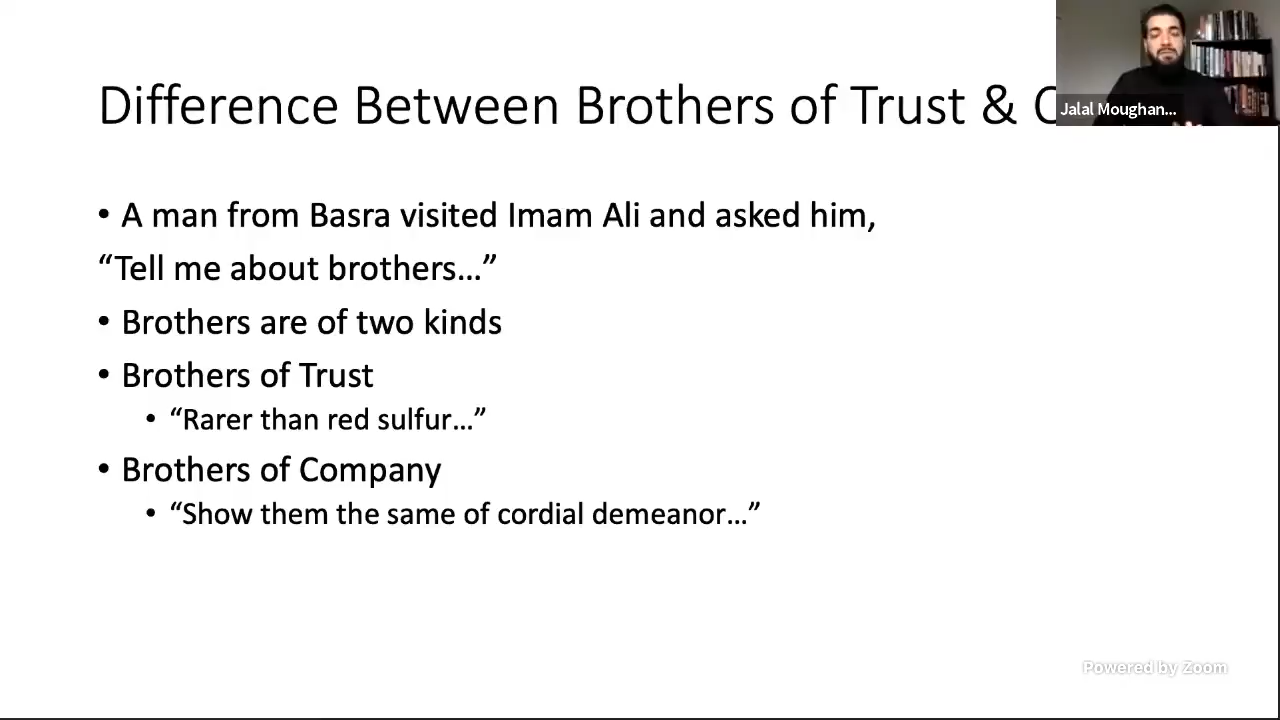 Difference Between Brothers of Trust & C
Jalal Moughan...
• A man from Basra visited Imam Ali and asked him,
“Tell me about brothers…”
• Brothers are of two kinds
• Brothers of Trust
• “Rarer than red sulfur…”
• Brothers of Company
• “Show them the same of cordial demeanor…”
Powered by Zoom